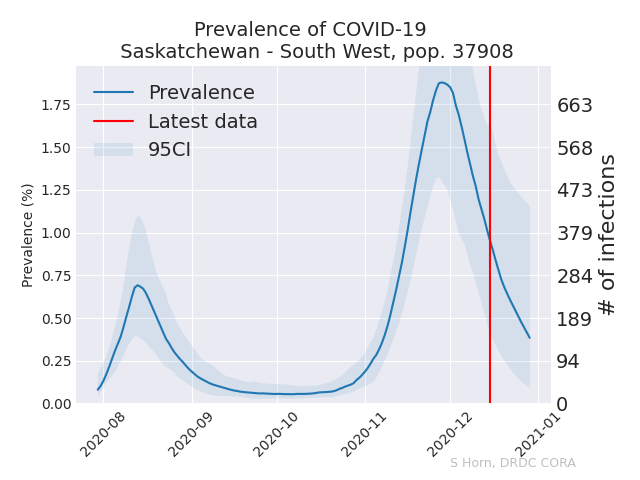 Prevalence of COVID-19
Saskatchewan - South West, pop. 37908
Prevalence
Latest data
95CI
Prevalence (%)
1.75
1.50
1.25
1.00
0.75
0.50
0.25
0.00
663
568
473
379
284
189
94
0
# of infections
2020-08
2020-09
2020-10
2020-11
2020-12
2021-01
S Horn, DRDC CORA